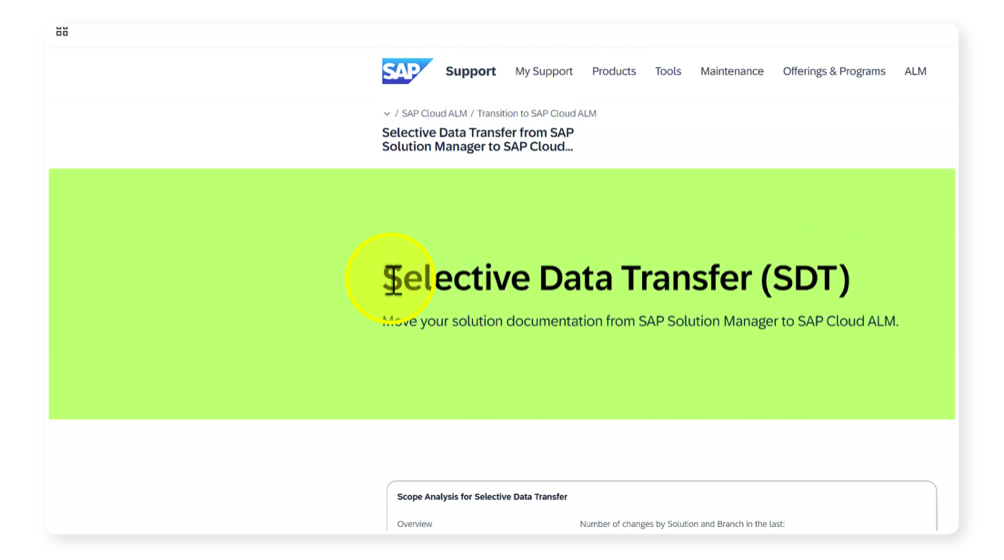 SAP Support My Support Products Tools Maintenance Offerings & Programs ALM
/ SAP Cloud ALM / Transition to SAP Cloud ALM
Selective Data Transfer from SAP
Solution Manager to SAP Cloud...
Selective Data Transfer (SDT)
Move your solution documentation from SAP Solution Manager to SAP Cloud ALM.
Scope Analysis for Selective Data Transfer
Overview Number of changes by Solution and Branch in the last: